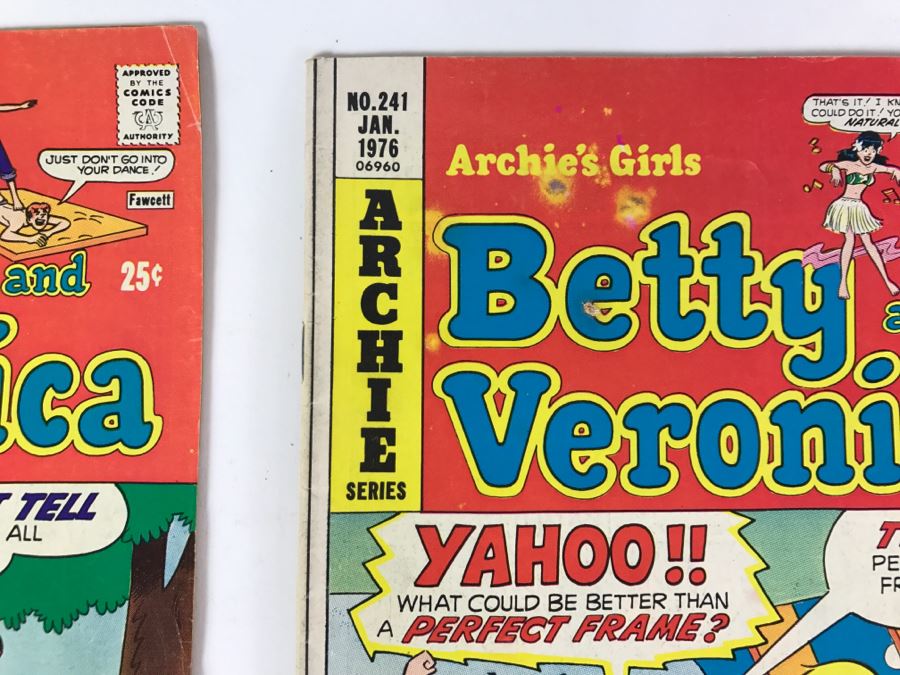 APPROVED
BY THE
COMICS
CODE
CA
AUTHORITY
JUST DON'T GO INTO
YOUR DANCE!
Fawcett
and
25¢
ica
TELL
ALL
NO.241
JAN.
1976
06960
ARCHIE
SERIES
Archie's Girls
THAT'S IT! I
COULD DO IT!
NATURAL
Betty
Veroni
YAHOO!!
WHAT COULD BE BETTER THAN
A PERFECT FRAME?